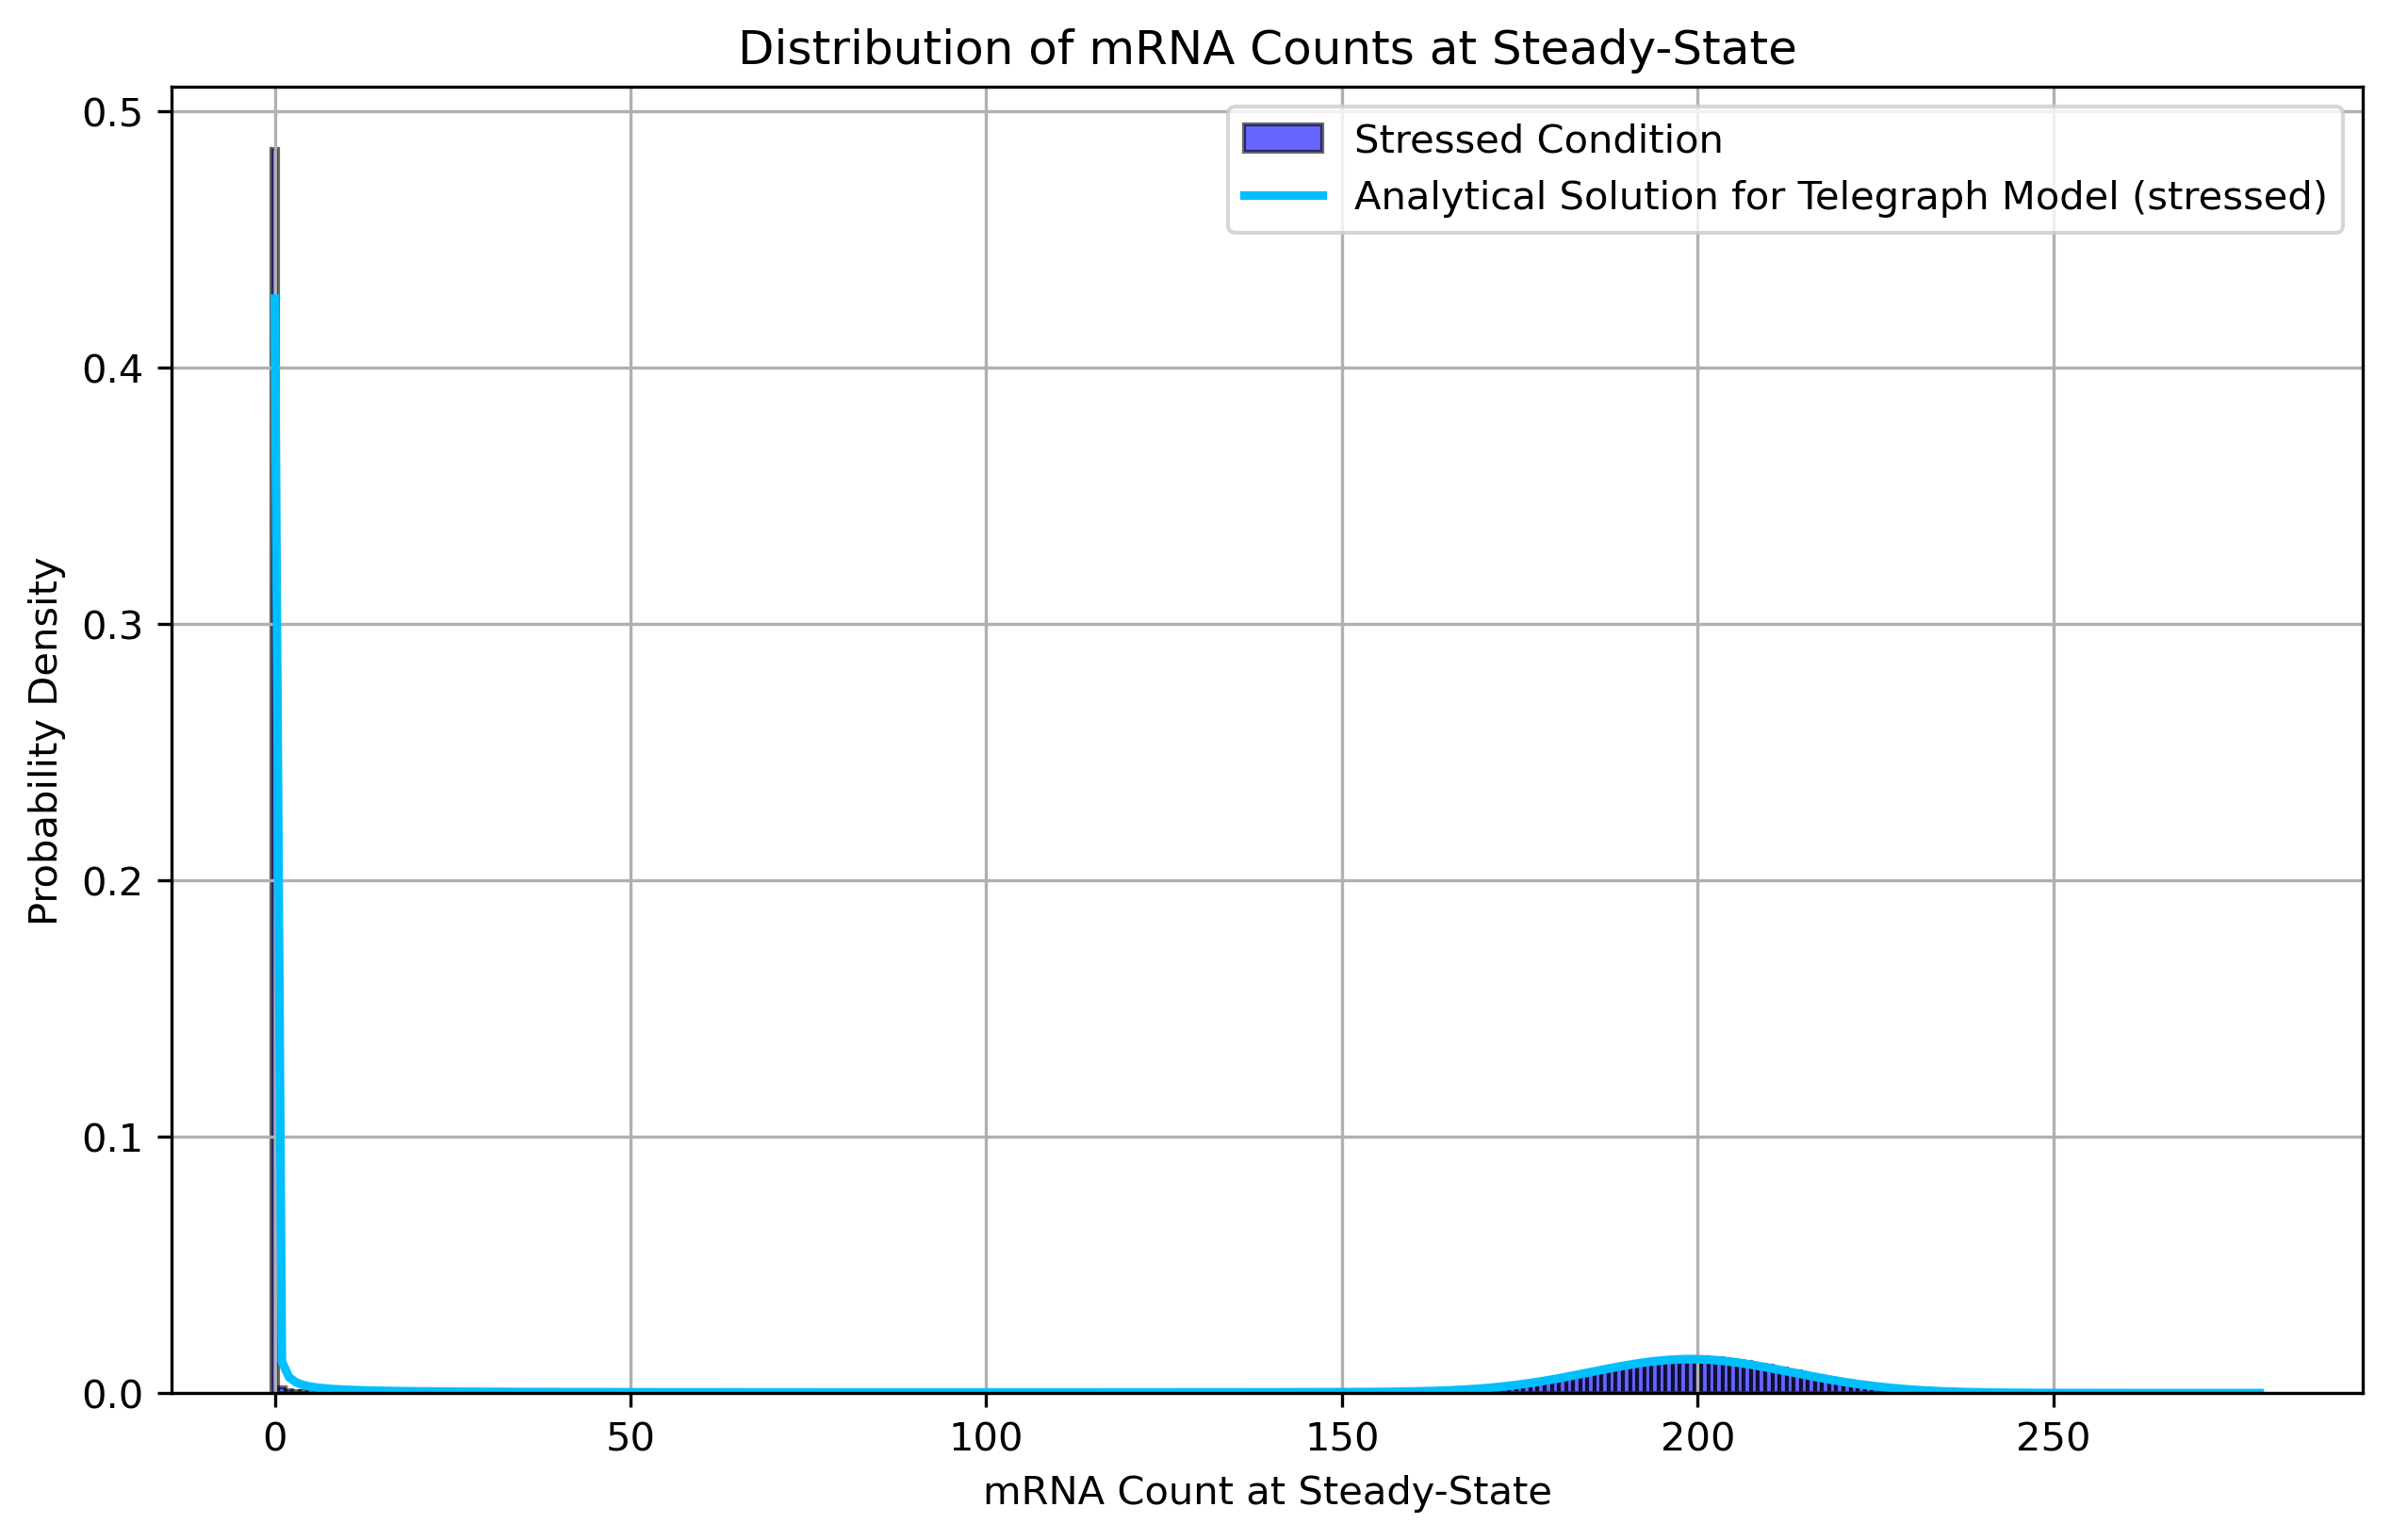 Distribution of mRNA Counts at Steady-State
Stressed Condition
Analytical Solution for Telegraph Model (stressed)
Probability Density
0.5
0.4
0.3
0.2
0.1
0.0
0 50 100 150 200 250
mRNA Count at Steady-State